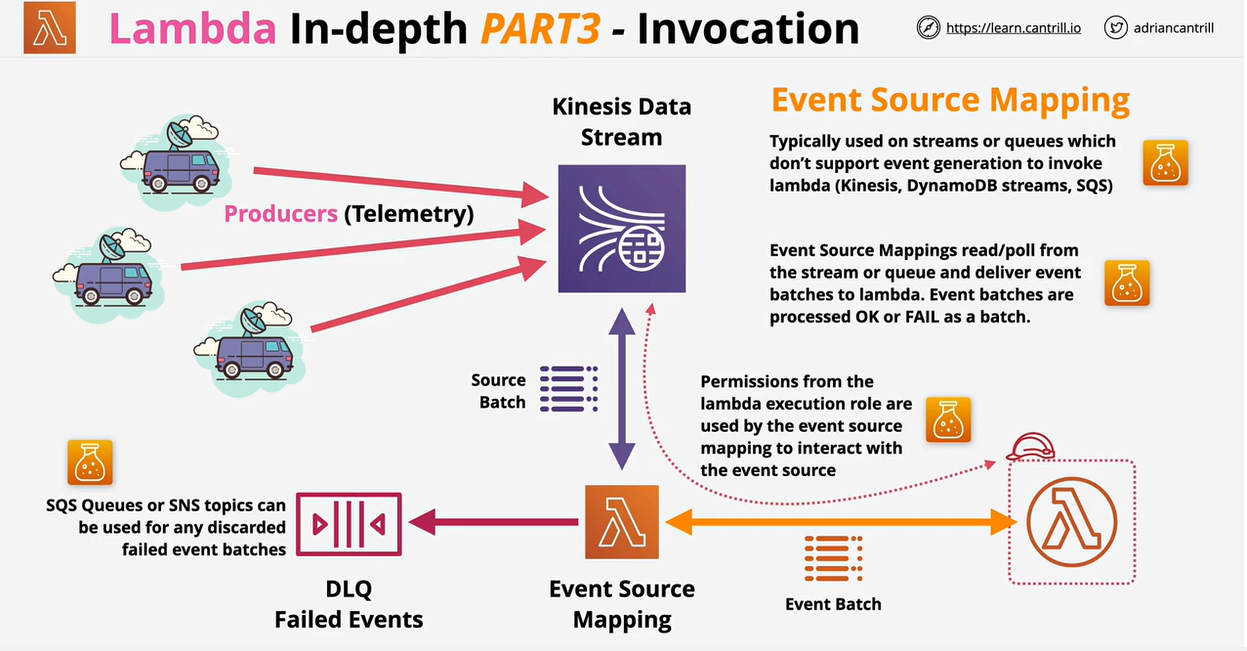 Lambda In-depth PART3 - Invocation
https://learn.cantrill.io
adriancantrill
Kinesis Data
Stream
Event Source Mapping
Typically used on streams or queues which
don't support event generation to invoke
lambda (Kinesis, DynamoDB streams, SQS)
Producers (Telemetry)
Event Source Mappings read/poll from
the stream or queue and deliver event
batches to lambda. Event batches are
processed OK or FAIL as a batch.
Source
Batch
Permissions from the
lambda execution role are
used by the event source
mapping to interact with
the event source
SQS Queues or SNS topics can
be used for any discarded
failed event batches
DLQ
Failed Events
Event Source
Mapping
Event Batch